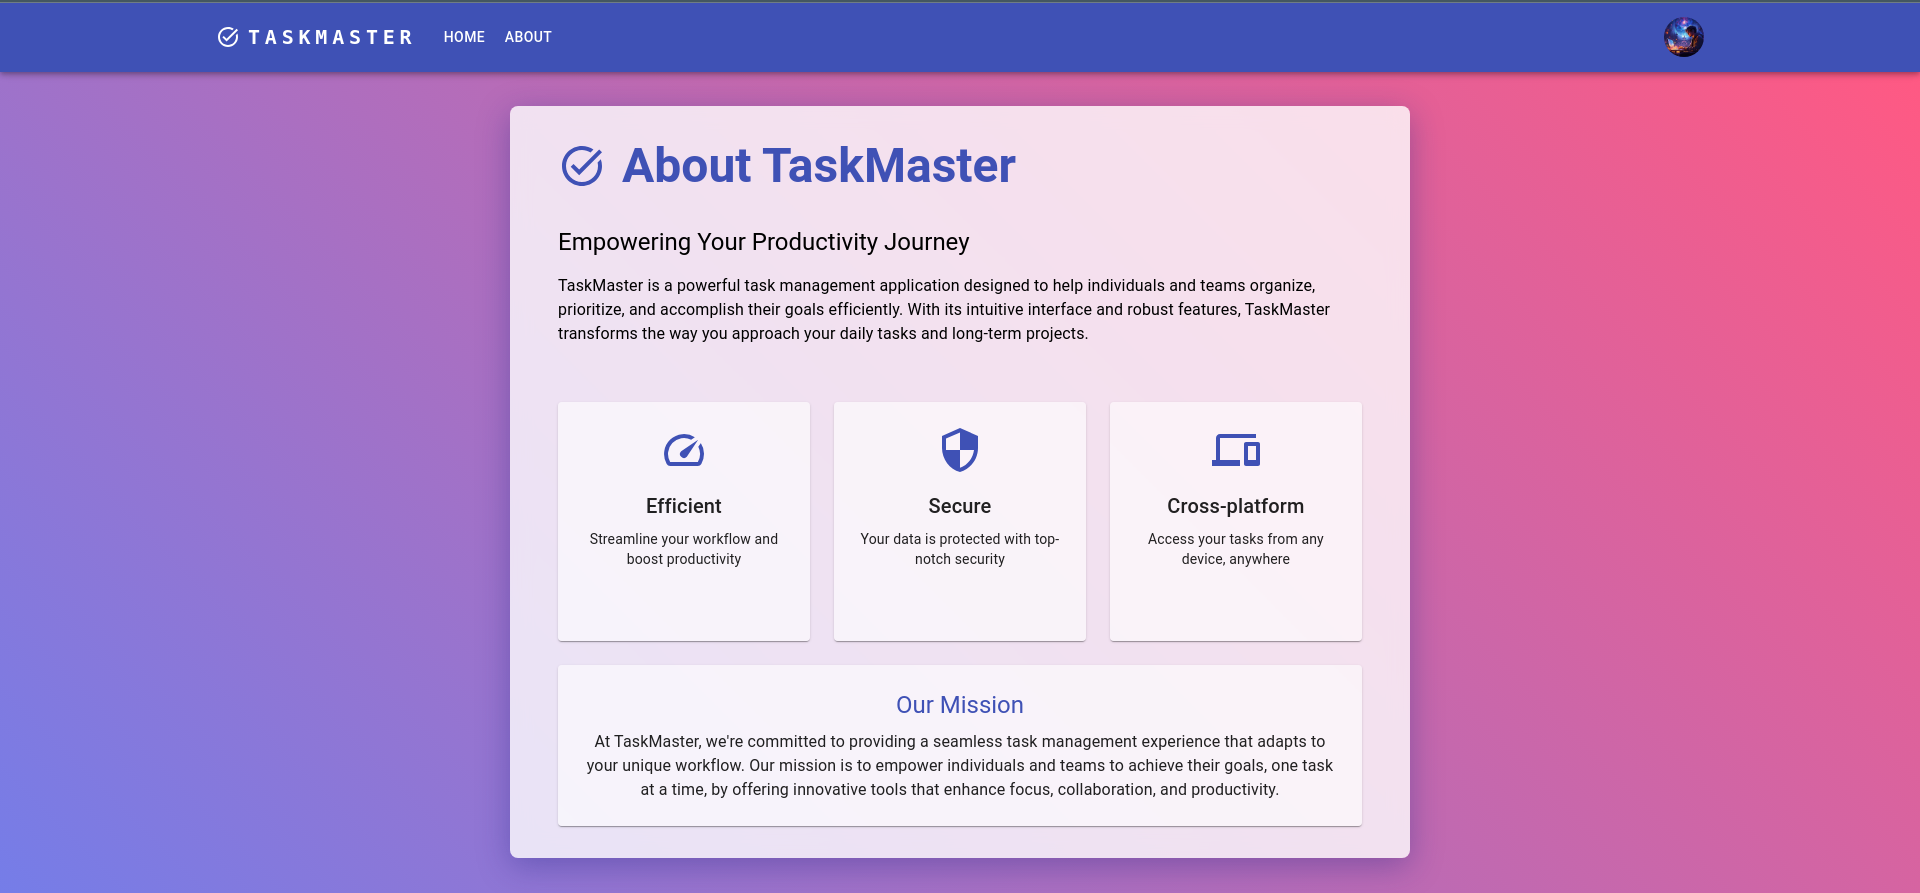 TASKMASTER HOME ABOUT
About TaskMaster
Empowering Your Productivity Journey
TaskMaster is a powerful task management application designed to help individuals and teams organize,
prioritize, and accomplish their goals efficiently. With its intuitive interface and robust features, TaskMaster
transforms the way you approach your daily tasks and long-term projects.
Efficient
Streamline your workflow and
boost productivity
Secure
Your data is protected with top-
notch security
Cross-platform
Access your tasks from any
device, anywhere
Our Mission
At TaskMaster, we're committed to providing a seamless task management experience that adapts to
your unique workflow. Our mission is to empower individuals and teams to achieve their goals, one task
at a time, by offering innovative tools that enhance focus, collaboration, and productivity.